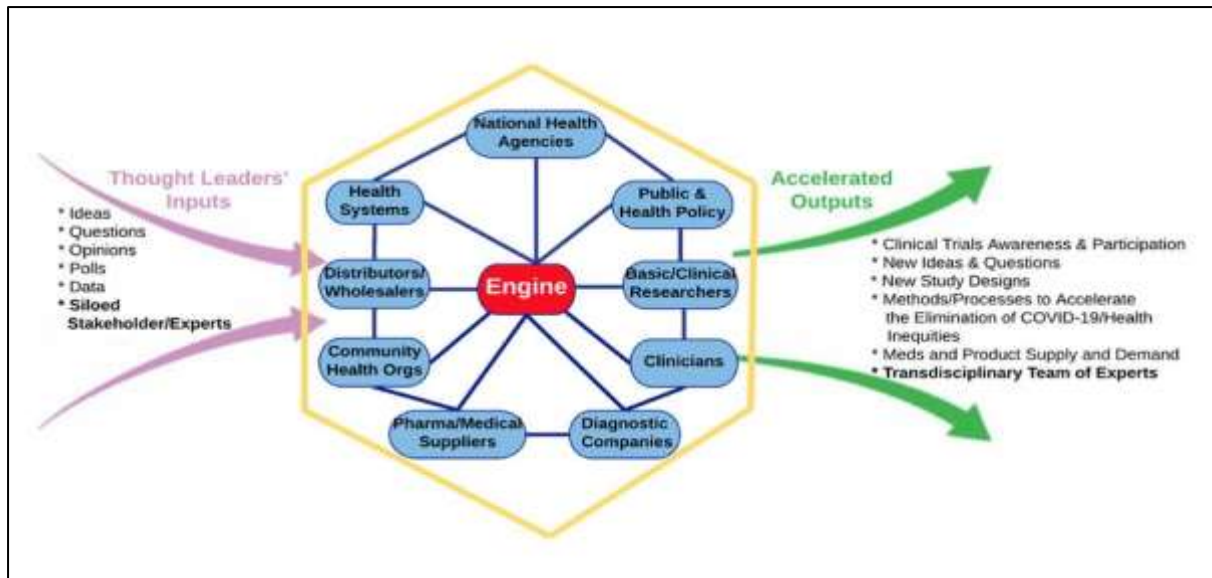 Thought Leaders'
Inputs
* Ideas
* Questions
* Opinions
* Polls
* Data
* Siloed
Stakeholder/Experts
National Health
Agencies
Health
Systems
Public &
Health Policy
Distributors/
Wholesalers
Engine
Basic/Clinical
Researchers
Community
Health Orgs
Clinicians
Pharma/Medical
Suppliers
Diagnostic
Companies
Accelerated
Outputs
* Clinical Trials Awareness & Participation
* New Ideas & Questions
* New Study Designs
* Methods/Processes to Accelerate
the Elimination of COVID-19/Health
Inequities
* Meds and Product Supply and Demand
* Transdisciplinary Team of Experts